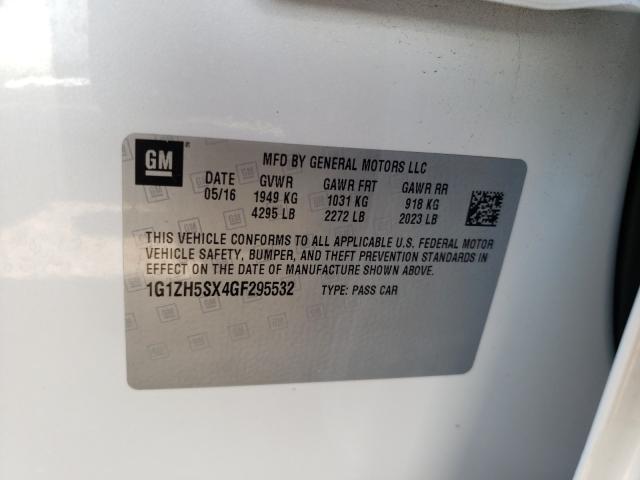 GM
MFD BY GENERAL MOTORS LLC
DATE GVWR GAWR FRT GAWR RR
05/16 1949 KG 1031 KG 918 KG
4295 LB 2272 LB 2023 LB
THIS VEHICLE CONFORMS TO ALL APPLICABLE U.S. FEDERAL MOTOR
VEHICLE SAFETY, BUMPER, AND THEFT PREVENTION STANDARDS IN
EFFECT ON THE DATE OF MANUFACTURE SHOWN ABOVE.
1G1ZH5SX4GF295532 TYPE: PASS CAR